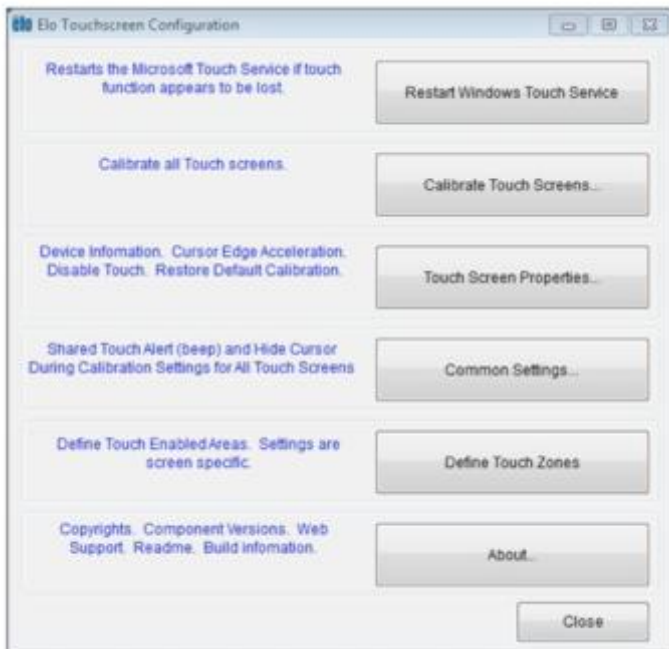 elo Elo Touchscreen Configuration
Restarts the Microsoft Touch Service if touch
function appears to be lost.
Restart Windows Touch Service
Calibrate all Touch screens.
Calibrate Touch Screens...
Device Infomation. Cursor Edge Acceleration.
Disable Touch. Restore Default Calibration.
Touch Screen Properties...
Shared Touch Alert (beep) and Hide Cursor
During Calibration Settings for All Touch Screens
Common Settings...
Define Touch Enabled Areas. Settings are
screen specific.
Define Touch Zones
Copyrights. Component Versions. Web
Support. Readme. Build infomation.
About...
Close